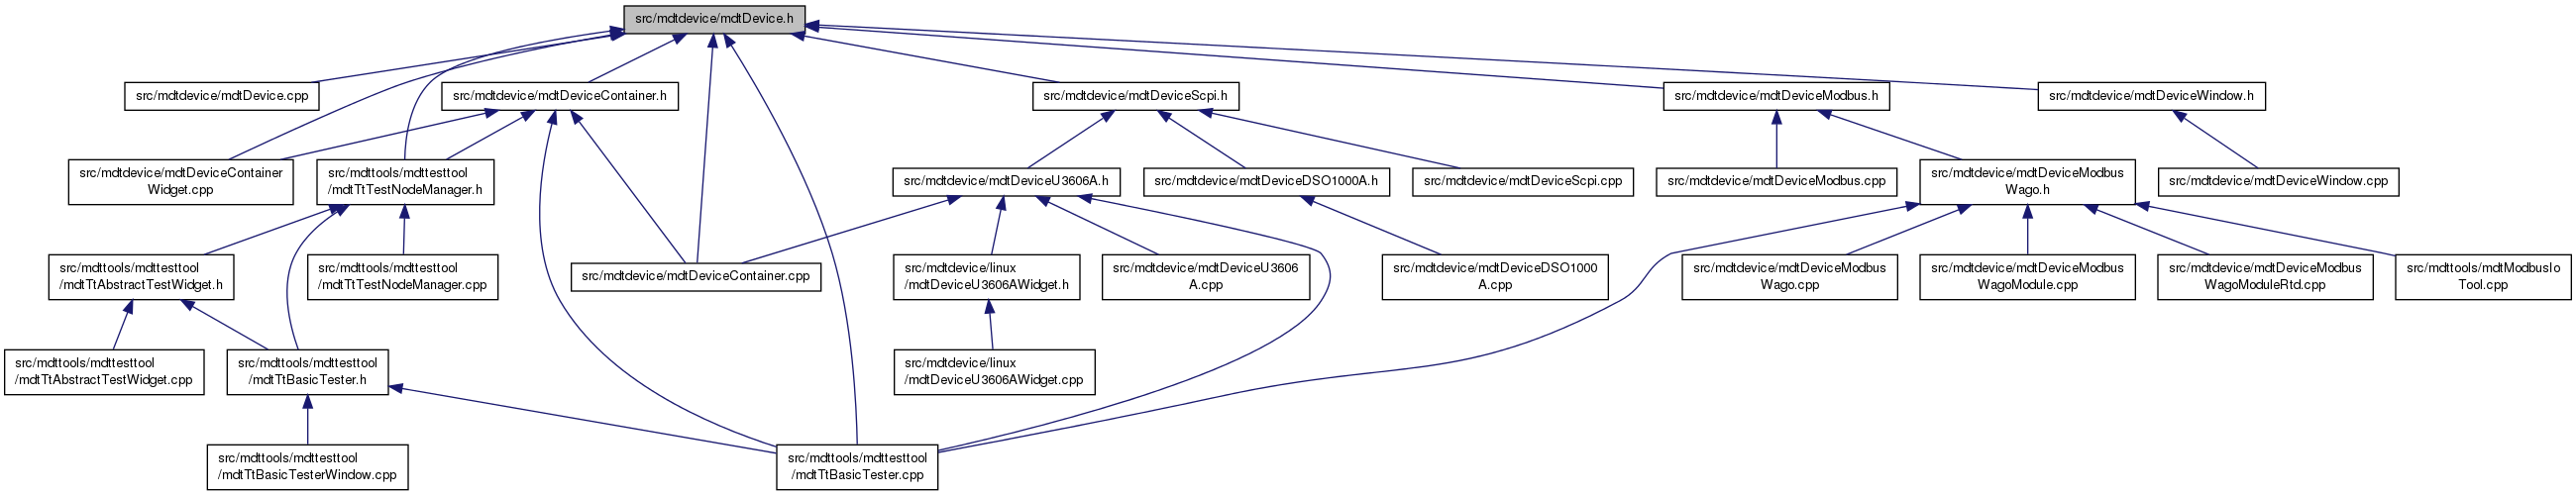 src/mdtdevice/mdtDevice.h
src/mdtdevice/mdtDevice.cpp
src/mdtdevice/mdtDeviceContainer.h
src/mdtdevice/mdtDeviceScpi.h
src/mdtdevice/mdtDeviceModbus.h
src/mdtdevice/mdtDeviceWindow.h
src/mdtdevice/mdtDeviceContainer
Widget.cpp
src/mdttools/mdttesttool
/mdtTtTestNodeManager.h
src/mdtdevice/mdtDeviceU3606A.h
src/mdtdevice/mdtDeviceDSO1000A.h
src/mdtdevice/mdtDeviceScpi.cpp
src/mdtdevice/mdtDeviceModbus.cpp
src/mdtdevice/mdtDeviceModbus
Wago.h
src/mdtdevice/mdtDeviceWindow.cpp
src/mdttools/mdttesttool
/mdtTtAbstractTestWidget.h
src/mdttools/mdttesttool
/mdtTtTestNodeManager.cpp
src/mdtdevice/mdtDeviceContainer.cpp
src/mdtdevice/linux
/mdtDeviceU3606AWidget.h
src/mdtdevice/mdtDeviceU3606
A.cpp
src/mdtdevice/mdtDeviceDSO1000
A.cpp
src/mdtdevice/mdtDeviceModbus
Wago.cpp
src/mdtdevice/mdtDeviceModbus
WagoModule.cpp
src/mdtdevice/mdtDeviceModbus
WagoModuleRtd.cpp
src/mdttools/mdtModbusIo
Tool.cpp
src/mdttools/mdttesttool
/mdtTtAbstractTestWidget.cpp
src/mdttools/mdttesttool
/mdtTtBasicTester.h
src/mdtdevice/linux
/mdtDeviceU3606AWidget.cpp
src/mdttools/mdttesttool
/mdtTtBasicTesterWindow.cpp
src/mdttools/mdttesttool
/mdtTtBasicTester.cpp